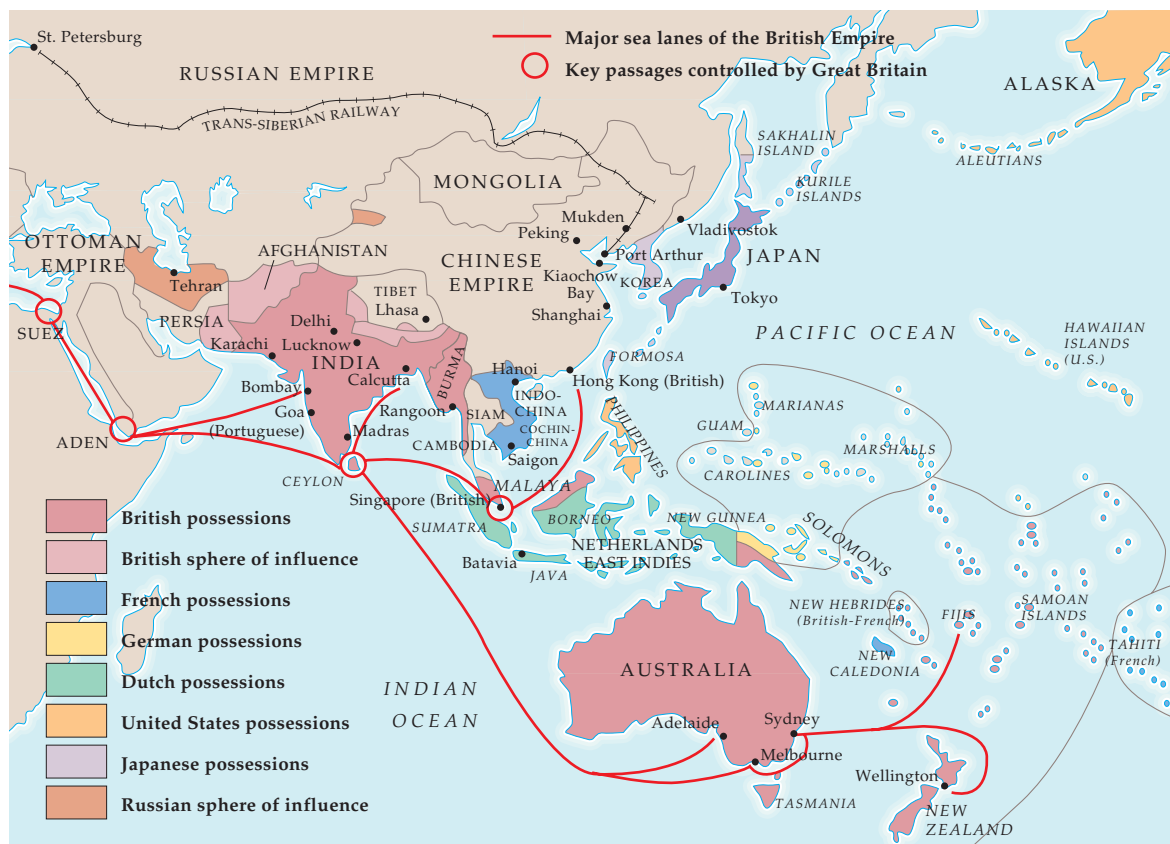 St. Petersburg
Major sea lanes of the British Empire
Key passages controlled by Great Britain
RUSSIAN EMPIRE
ALASKA
TRANS-SIBERIAN RAILWAY
SAKHALIN
ISLAND
ALEUTIANS
MONGOLIA
KURILE
ISLANDS
Mukden
Peking
Vladivostok
OTTOMAN
EMPIRE
AFGHANISTAN
CHINESE
EMPIRE
Port Arthur
JAPAN
Tehran
Kiaochow
Bay
KOREA
TIBET
Lhasa
Tokyo
Shanghai
SUEZ
PERSIA
Delhi
PACIFIC OCEAN
HAWAIIAN
ISLANDS
(U.S.)
Karachi
Lucknow
INDIA
FORMOSA
BURMA
Hanoi
Calcutta
Hong Kong (British)
Bombay
INDO-
CHINA
Goa
(Portuguese)
Rangoon
SIAM
COCHIN-
CHINA
PHILIPPINES
MARIANAS
GUAM
ADEN
Madras
CAMBODIA
Saigon
MARSHALLS
CAROLINES
CEYLON
MALAYA
Singapore (British)
SUMATRA
BORNEO
NEW GUINEA
SOLOMONS
NETHERLANDS
EAST INDIES
Batavia
JAVA
British possessions
British sphere of influence
French possessions
German possessions
Dutch possessions
United States possessions
Japanese possessions
Russian sphere of influence
NEW HEBRIDES
(British-French)
FIJIS
SAMOAN
ISLANDS
TAHITI
(French)
NEW
CALEDONIA
AUSTRALIA
INDIAN
OCEAN
Adelaide
Sydney
Melbourne
Wellington
TASMANIA
NEW
ZEALAND